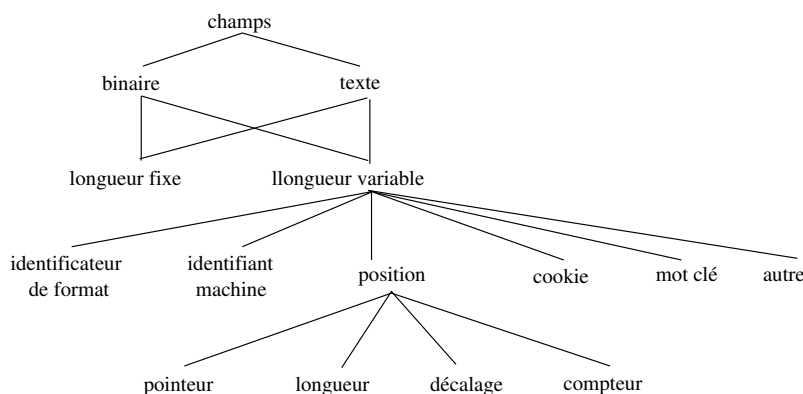 champs
binaire texte
longueur fixe llongueur variable
identificateur de format
identifiant machine
position
cookie
mot clé
autre
pointeur longueur décalage compteur